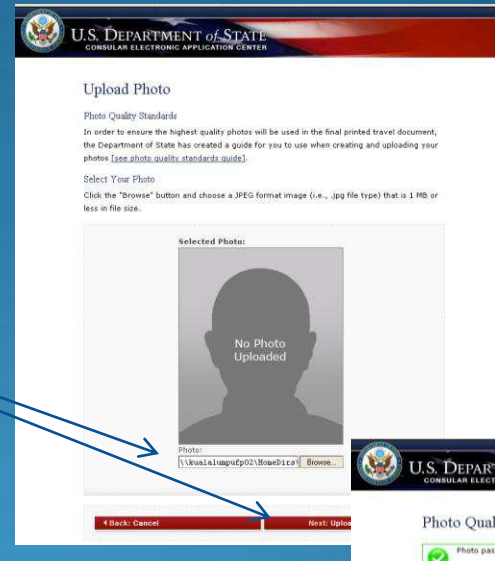 U.S. DEPARTMENT of STATE
CONSULAR ELECTRONIC APPLICATION CENTER
Upload Photo
Photo Quality Standards
In order to ensure the highest quality photos will be used in the final printed travel document,
the Department of State has created a guide for you to use when creating and uploading your
photos [see photo quality standards guide].
Select Your Photo
Click the "Browse" button and choose a JPEG format image (i.e., .jpg file type) that is 1 MB or
less in file size.
Selected Photo:
No Photo
Uploaded
Photo:
\\kualalumpufp02\HomeDirs\ Browse...
Back: Cancel
Next: Uploa
U.S. DEPAR
CONSULAR ELECT
Photo Qual
Photo pas